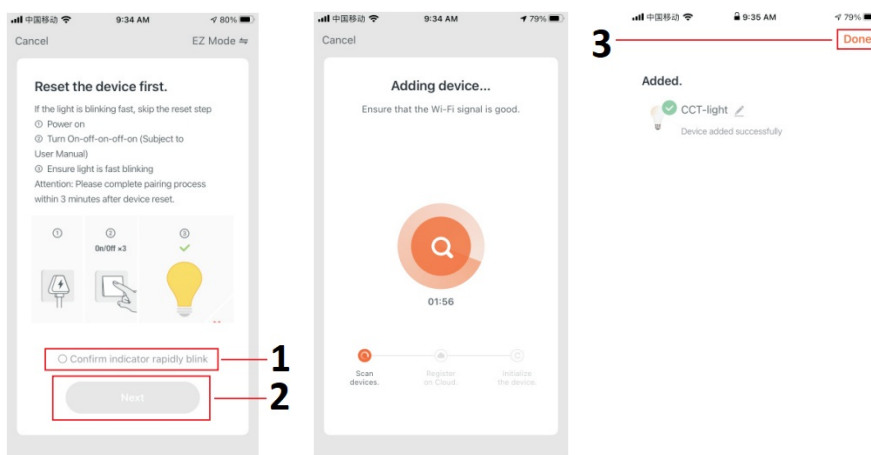 中国移动 9:34 AM 80%
Cancel EZ Mode
Reset the device first.
If the light is blinking fast, skip the reset step
① Power on
② Turn On-off-on-off-on (Subject to
User Manual)
③ Ensure light is fast blinking
Attention: Please complete pairing process
within 3 minutes after device reset.
① ② ③
On/Off ×3
Confirm indicator rapidly blink
1
Next
2
中国移动 9:34 AM 79%
Cancel
Adding device...
Ensure that the Wi-Fi signal is good.
01:56
Scan
devices.
Register
on Cloud.
Initialize
the device.
中国移动 9:35 AM 79%
3
Done
Added.
CCT-light
Device added successfully